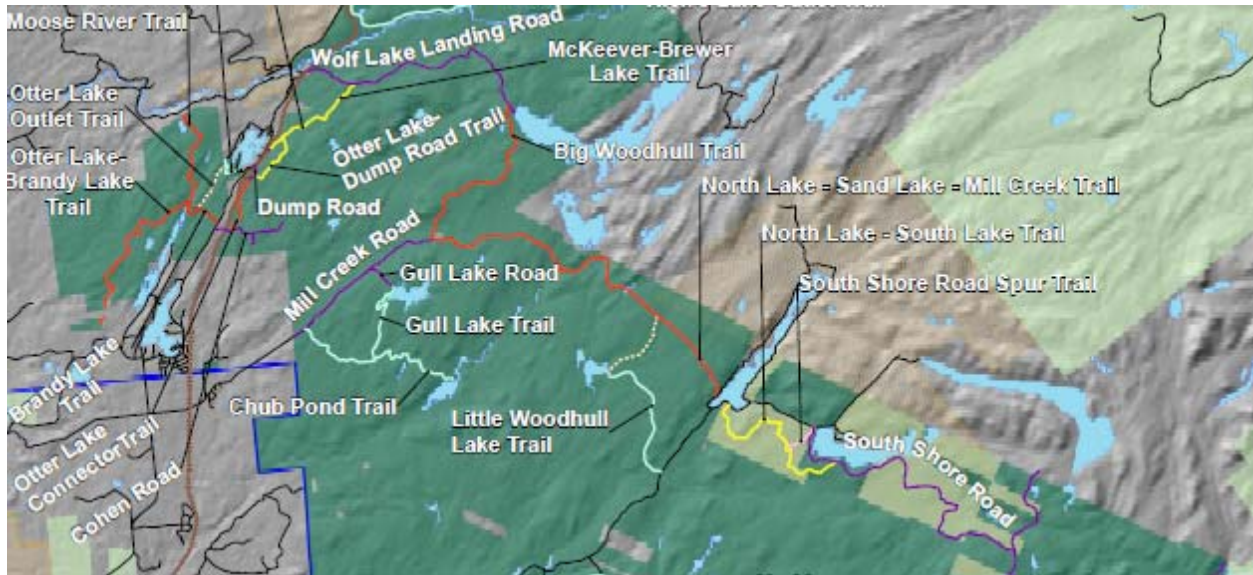 Moose River Trail
Wolf Lake Landing Road
McKeever-Brewer
Lake Trail
Otter Lake
Outlet Trail
Otter Lake-
Dump Road Trail
Otter Lake-
Brandy Lake
Trail
Big Woodhull Trail
North Lake - Sand Lake - Mill Creek Trail
Dump Road
North Lake - South Lake Trail
Mill Creek Road
Gull Lake Road
South Shore Road Spur Trail
Gull Lake Trail
Brandy Lake
Trail
Chub Pond Trail
Little Woodhull
Lake Trail
South Shore Road
Otter Lake
Connector Trail
Cohen Road